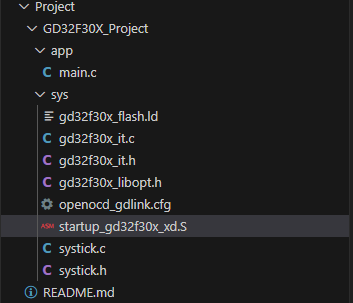 Project
GD32F30X_Project
app
C main.c
sys
gd32f30x_flash.ld
C gd32f30x_it.c
C gd32f30x_it.h
C gd32f30x_libopt.h
openocd_gdlink.cfg
ASM startup_gd32f30x_xd.S
C systick.c
C systick.h
README.md